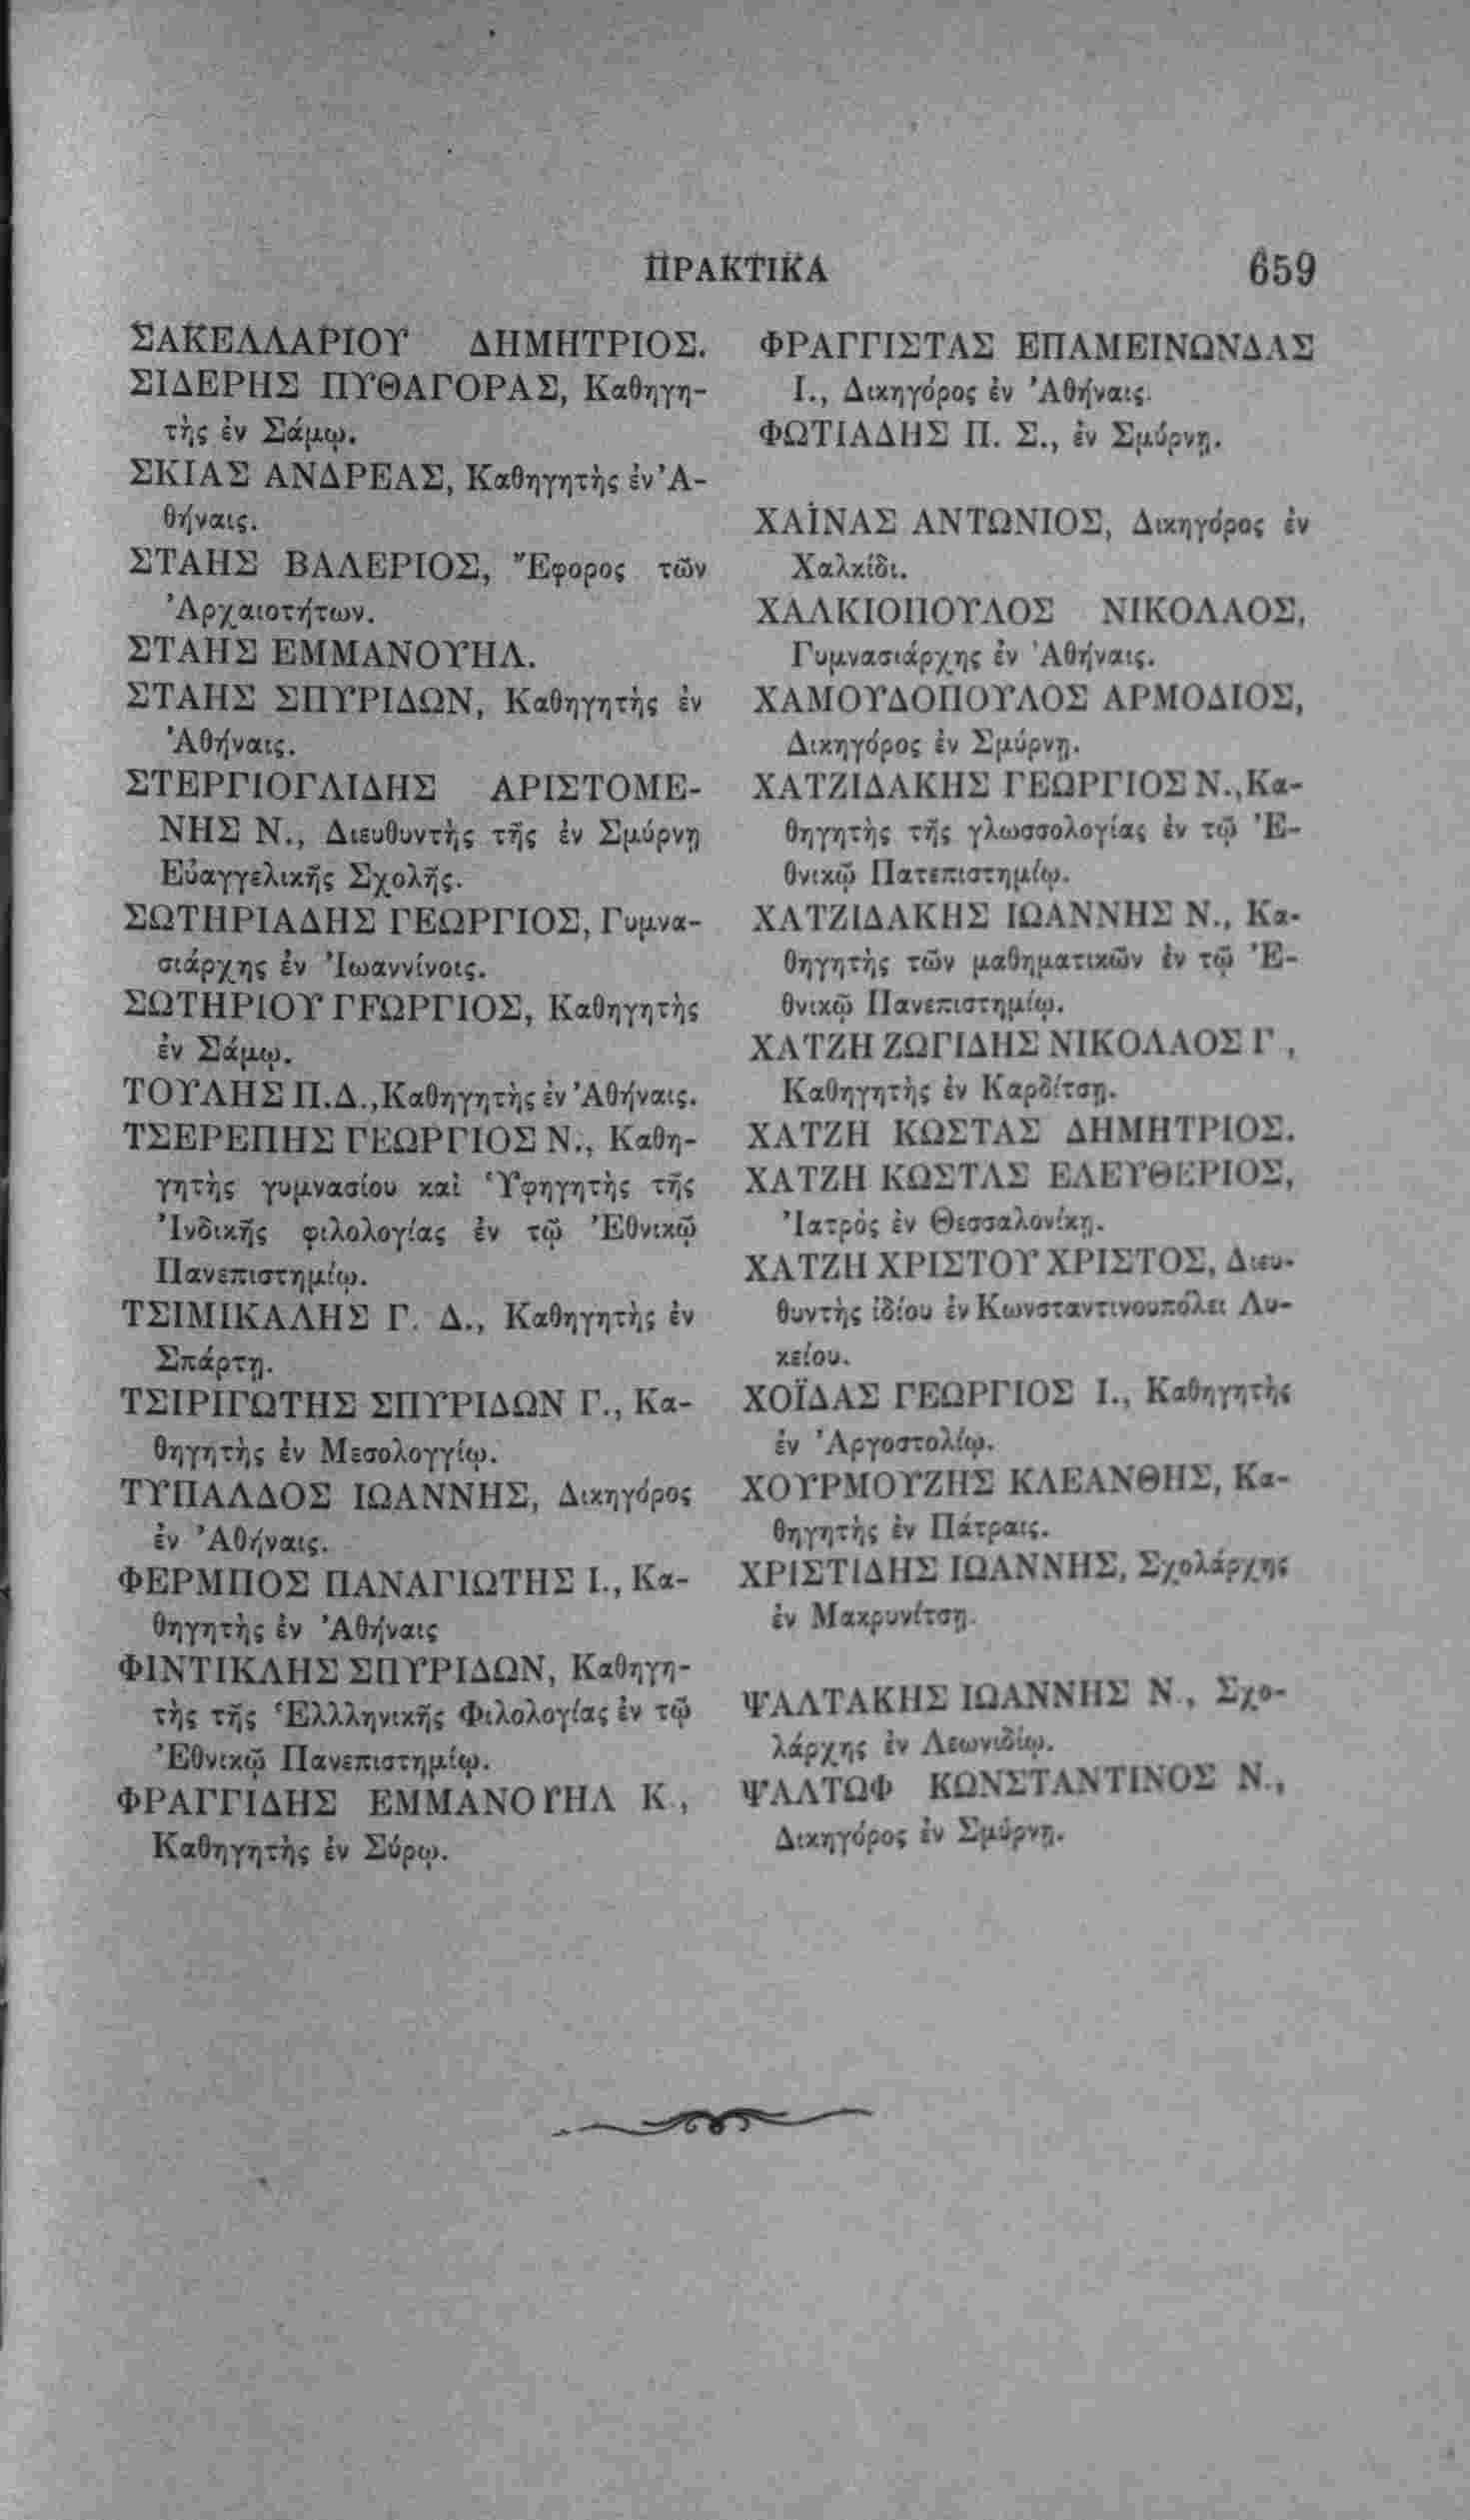 ΠΡΑΚΤΙΚΑ 659
ΣΑΚΕΛΛΑΡΙΟΥ ΔΗΜΗΤΡΙΟΣ.
ΣΙΔΕΡΗΣ ΠΥΘΑΓΟΡΑΣ, Καθηγη-
τὴς ἐν Σάμῳ.
ΣΚΙΑΣ ΑΝΔΡΕΑΣ, Καθηγητὴς ἐν Ἀ-
θήναις.
ΣΤΑΗΣ ΒΑΛΕΡΙΟΣ, Ἔφορος τῶν
Ἀρχαιοτήτων.
ΣΤΑΗΣ ΕΜΜΑΝΟΥΗΛ.
ΣΤΑΗΣ ΣΠΥΡΙΔΩΝ, Καθηγητὴς ἐν
Ἀθήναις.
ΣΤΕΡΓΙΟΓΛΙΔΗΣ ΑΡΙΣΤΟΜΕ-
ΝΗΣ Ν., Διευθυντὴς τῆς ἐν Σμύρνῃ
Εὐαγγελικῆς Σχολῆς.
ΣΩΤΗΡΙΑΔΗΣ ΓΕΩΡΓΙΟΣ, Γυμνα-
σιάρχης ἐν Ἰωαννίνοις.
ΣΩΤΗΡΙΟΥ ΓΕΩΡΓΙΟΣ, Καθηγητὴς
ἐν Σάμῳ.
ΤΟΥΛΗΣ Π.Δ., Καθηγητὴς ἐν Ἀθήναις.
ΤΣΕΡΕΠΗΣ ΓΕΩΡΓΙΟΣ Ν., Καθη-
γητὴς γυμνασίου καὶ Ὑφηγητὴς τῆς
Ἰνδικῆς φιλολογίας ἐν τῷ Ἐθνικῷ
Πανεπιστημίῳ.
ΤΣΙΜΙΚΑΛΗΣ Γ. Δ., Καθηγητὴς ἐν
Σπάρτῃ.
ΤΣΙΡΙΓΩΤΗΣ ΣΠΥΡΙΔΩΝ Γ., Κα-
θηγητὴς ἐν Μεσολογγίῳ.
ΤΥΠΑΛΔΟΣ ΙΩΑΝΝΗΣ, Δικηγόρος
ἐν Ἀθήναις.
ΦΕΡΜΠΟΣ ΠΑΝΑΓΙΩΤΗΣ Ι., Κα-
θηγητὴς ἐν Ἀθήναις
ΦΙΝΤΙΚΛΗΣ ΣΠΥΡΙΔΩΝ, Καθηγη-
τὴς τῆς Ἑλλληνικῆς Φιλολογίας ἐν τῷ
Ἐθνικῷ Πανεπιστημίῳ.
ΦΡΑΓΓΙΔΗΣ ΕΜΜΑΝΟΥΗΛ Κ.,
Καθηγητὴς ἐν Σύρῳ.
ΦΡΑΓΓΙΣΤΑΣ ΕΠΑΜΕΙΝΩΝΔΑΣ
Ι., Δικηγόρος ἐν Ἀθήναις.
ΦΩΤΙΑΔΗΣ Π. Σ., ἐν Σμύρνῃ.
ΧΑΪΝΑΣ ΑΝΤΩΝΙΟΣ, Δικηγόρος ἐν
Χαλκίδι.
ΧΑΛΚΙΟΠΟΥΛΟΣ ΝΙΚΟΛΑΟΣ,
Γυμνασιάρχης ἐν Ἀθήναις.
ΧΑΜΟΥΔΟΠΟΥΛΟΣ ΑΡΜΟΔΙΟΣ,
Δικηγόρος ἐν Σμύρνῃ.
ΧΑΤΖΙΔΑΚΗΣ ΓΕΩΡΓΙΟΣ Ν., Κα-
θηγητὴς τῆς γλωσσολογίας ἐν τῷ Ἐ-
θνικῷ Πατεπιστημίῳ.
ΧΑΤΖΙΔΑΚΗΣ ΙΩΑΝΝΗΣ Ν., Κα-
θηγητὴς τῶν μαθηματικῶν ἐν τῷ Ἐ-
θνικῷ Πανεπιστημίῳ.
ΧΑΤΖΗ ΖΩΓΙΔΗΣ ΝΙΚΟΛΑΟΣ Γ ,
Καθηγητὴς ἐν Καρδίτσῃ.
ΧΑΤΖΗ ΚΩΣΤΑΣ ΔΗΜΗΤΡΙΟΣ.
ΧΑΤΖΗ ΚΩΣΤΑΣ ΕΛΕΥΘΕΡΙΟΣ,
Ἰατρὸς ἐν Θεσσαλονίκῃ.
ΧΑΤΖΗ ΧΡΙΣΤΟΥ ΧΡΙΣΤΟΣ, Διευ-
θυντὴς ἰδίου ἐν Κωνσταντινουπόλει Λυ-
κείου.
ΧΟΪΔΑΣ ΓΕΩΡΓΙΟΣ Ι., Καθηγητὴς
ἐν Ἀργοστολίῳ.
ΧΟΥΡΜΟΥΖΗΣ ΚΛΕΑΝΘΗΣ, Κα-
θηγητὴς ἐν Πάτραις.
ΧΡΙΣΤΙΔΗΣ ΙΩΑΝΝΗΣ, Σχολάρχης
ἐν Μακρυνίτσῃ.
ΨΑΛΤΑΚΗΣ ΙΩΑΝΝΗΣ Ν., Σχο-
λάρχης ἐν Λεωνιδίῳ.
ΨΑΛΤΩΦ ΚΩΝΣΤΑΝΤΙΝΟΣ Ν.,
Δικηγόρος ἐν Σμύρνῃ.